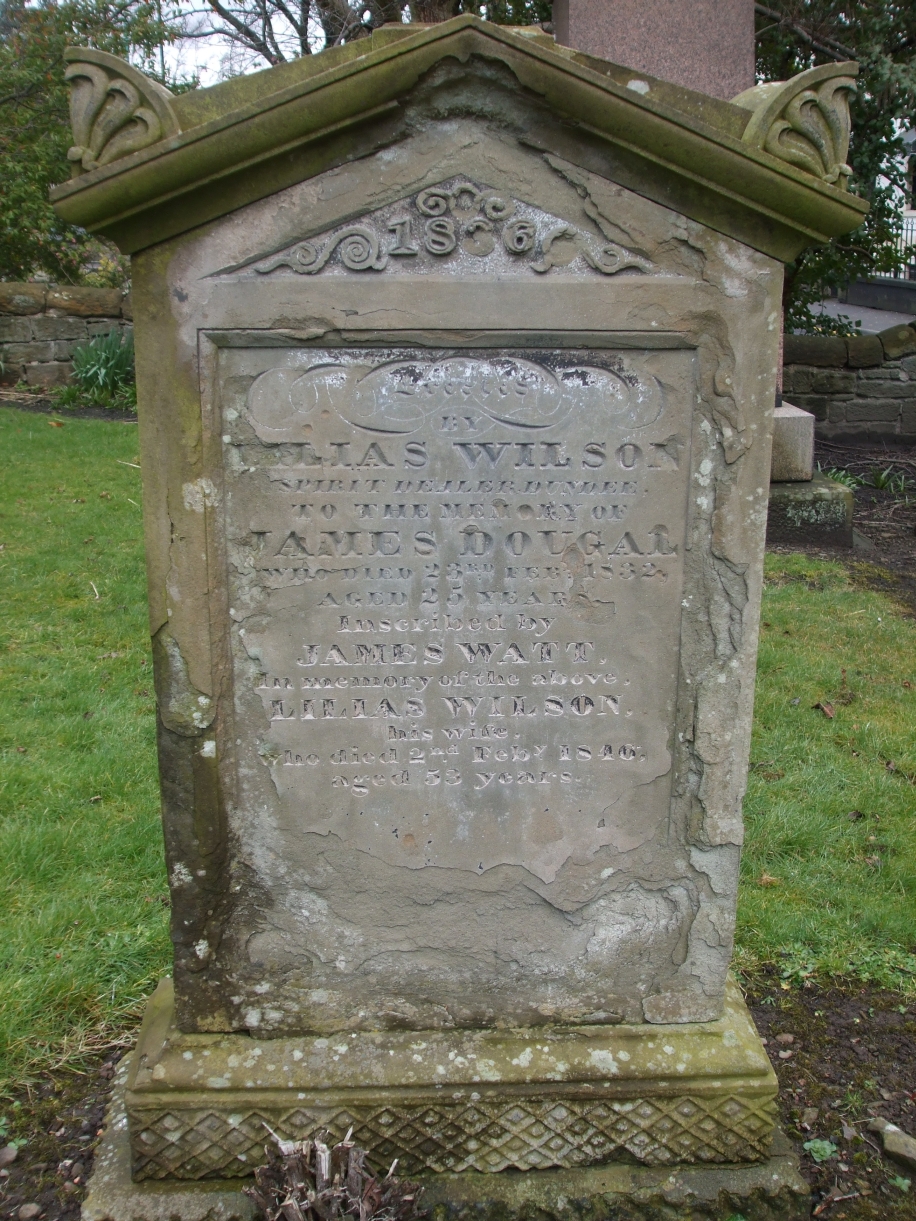 1836
BY
LIAS WILSON
SPIRIT DEALER DUNDEE.
TO THE MEMORY OF
JAMES DOUGAL
WHO DIED 23RD FEB. 1832.
AGED 25 YEARS
Inscribed by
JAMES WATT.
In memory of the above.
LILIAS WILSON.
his wife.
who died 2nd Feby. 1840.
aged 53 years.